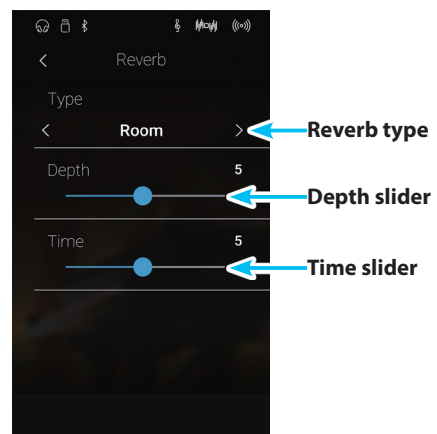 Reverb
Type
Room
Reverb type
Depth
5
Depth slider
Time
5
Time slider